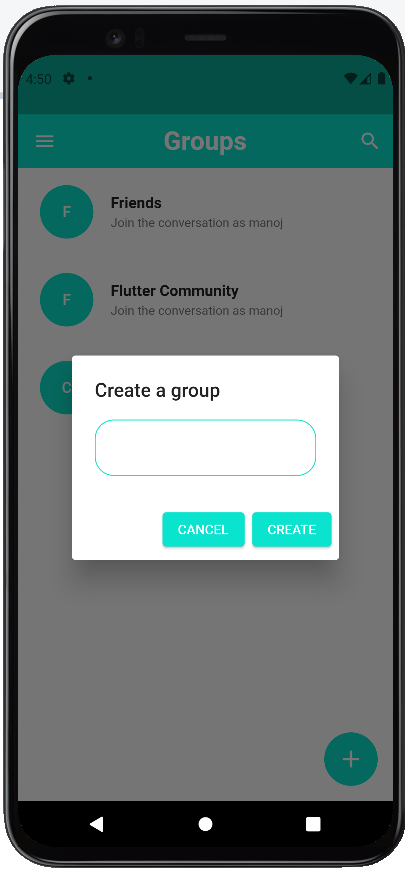 4:50
Groups
F
Friends
Join the conversation as manoj
F
Flutter Community
Join the conversation as manoj
C
Create a group
CANCEL
CREATE